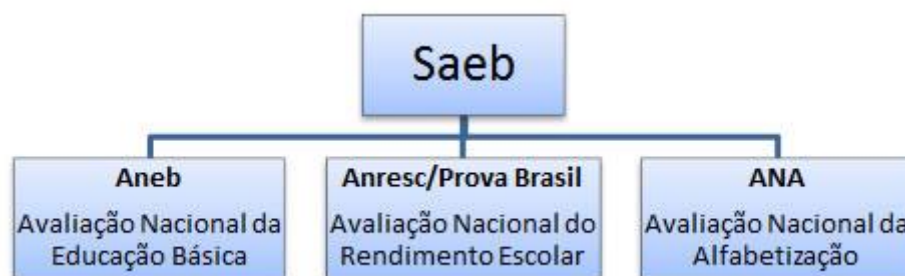 Saeb
Aneb
Avaliação Nacional da
Educação Básica
Anresc/Prova Brasil
Avaliação Nacional do
Rendimento Escolar
ANA
Avaliação Nacional da
Alfabetização